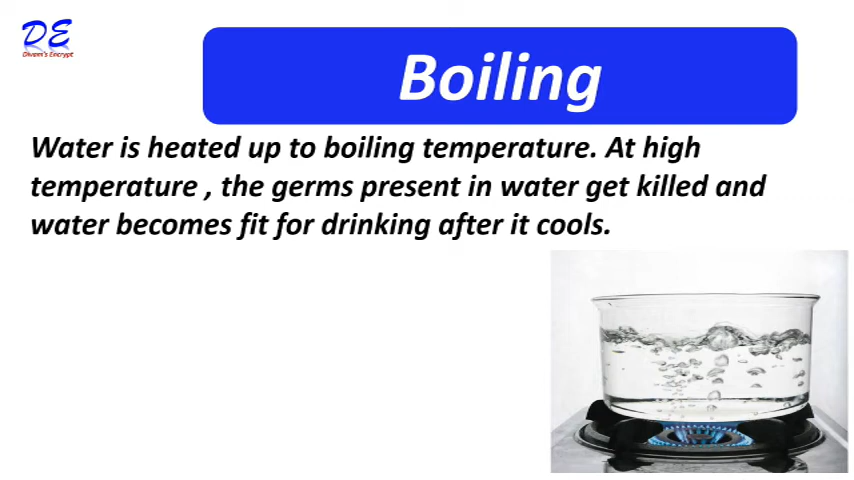 DE
Divam's Encrypt
Boiling
Water is heated up to boiling temperature. At high
temperature , the germs present in water get killed and
water becomes fit for drinking after it cools.